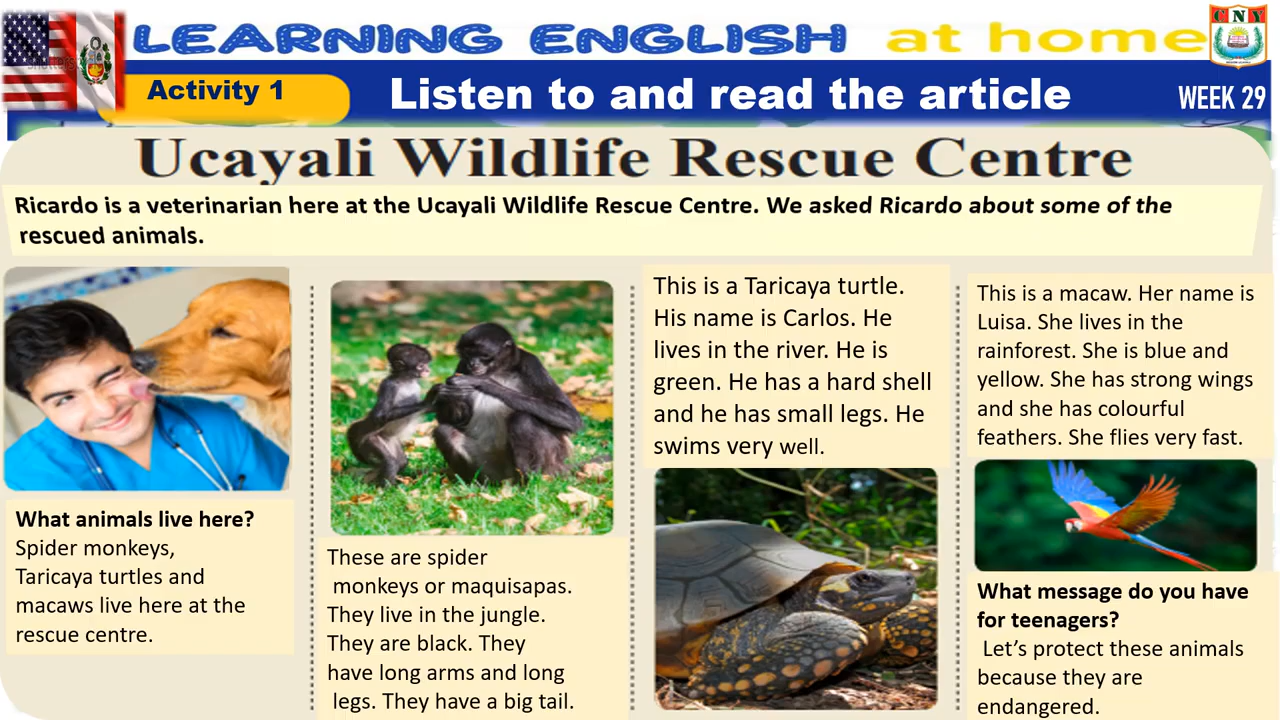 LEARNING ENGLISH at home
CNY
Activity 1
Listen to and read the article
WEEK 29
Ucayali Wildlife Rescue Centre
Ricardo is a veterinarian here at the Ucayali Wildlife Rescue Centre. We asked Ricardo about some of the
rescued animals.
What animals live here?
Spider monkeys,
Taricaya turtles and
macaws live here at the
rescue centre.
These are spider
monkeys or maquisapas.
They live in the jungle.
They are black. They
have long arms and long
legs. They have a big tail.
This is a Taricaya turtle.
His name is Carlos. He
lives in the river. He is
green. He has a hard shell
and he has small legs. He
swims very well.
This is a macaw. Her name is
Luisa. She lives in the
rainforest. She is blue and
yellow. She has strong wings
and she has colourful
feathers. She flies very fast.
What message do you have
for teenagers?
Let’s protect these animals
because they are
endangered.